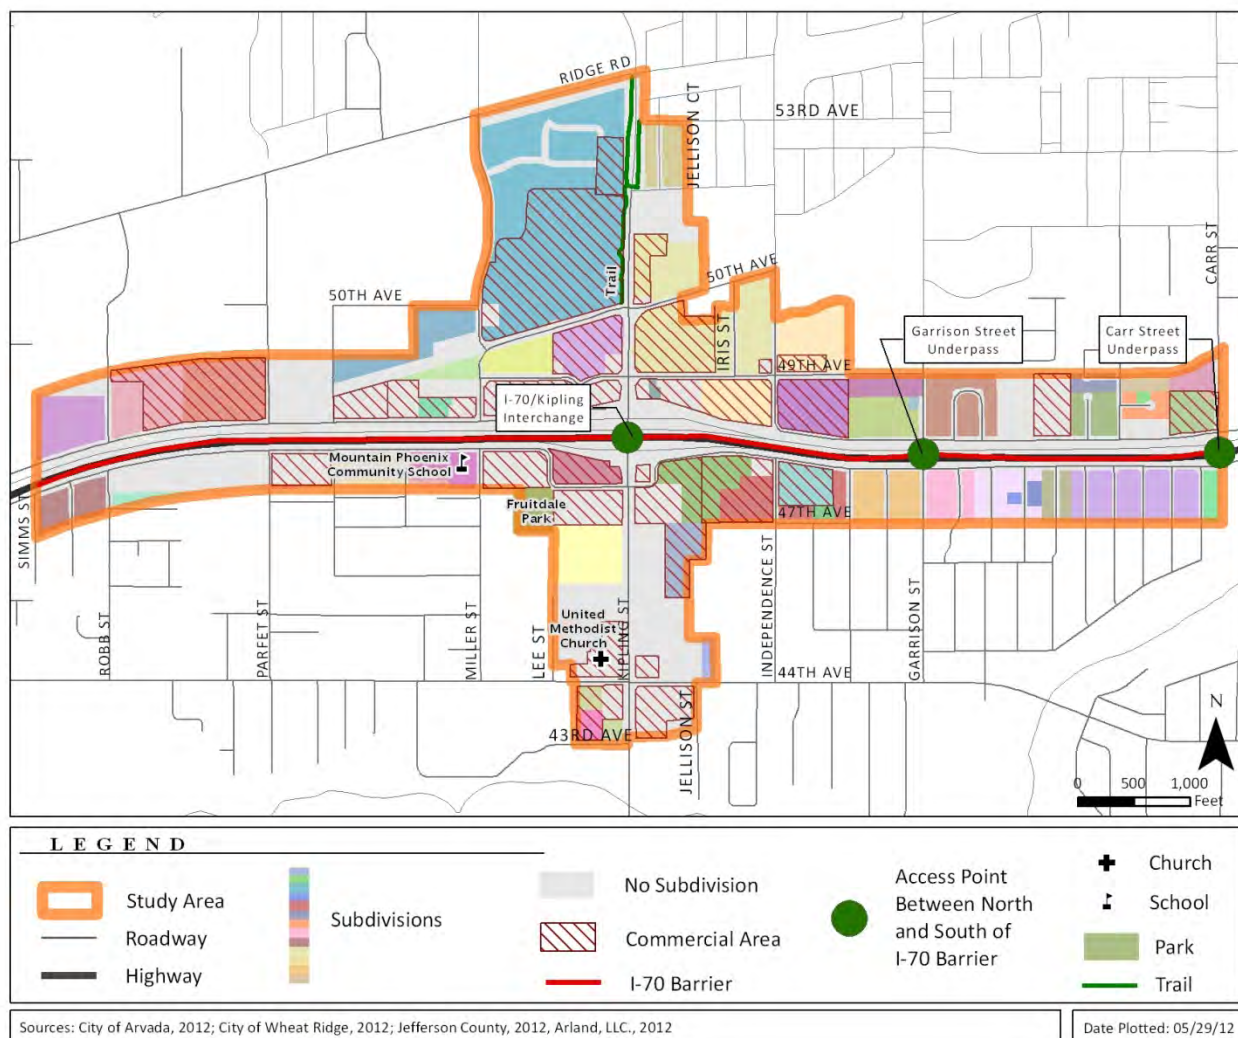 RIDGE RD
JELLISON CT
53RD AVE
CARR ST
50TH AVE
Trail
50TH AVE
IRIS ST
49TH AVE
Garrison Street
Underpass
Carr Street
Underpass
I-70/Kipling
Interchange
Mountain Phoenix
Community School
Fruitdale
Park
47TH AVE
SIMMS ST
ROBB ST
PARFET ST
MILLER ST
LEE ST
United
Methodist
Church
KIPLING ST
INDEPENDENCE ST
GARRISON ST
44TH AVE
43RD AVE
JELLISON ST
N
0 500 1,000
Feet
LEGEND
Study Area
Roadway
Highway
Subdivisions
No Subdivision
Commercial Area
I-70 Barrier
Access Point
Between North
and South of
I-70 Barrier
Church
School
Park
Trail
Sources: City of Arvada, 2012; City of Wheat Ridge, 2012; Jefferson County, 2012, Arland, LLC., 2012
Date Plotted: 05/29/12